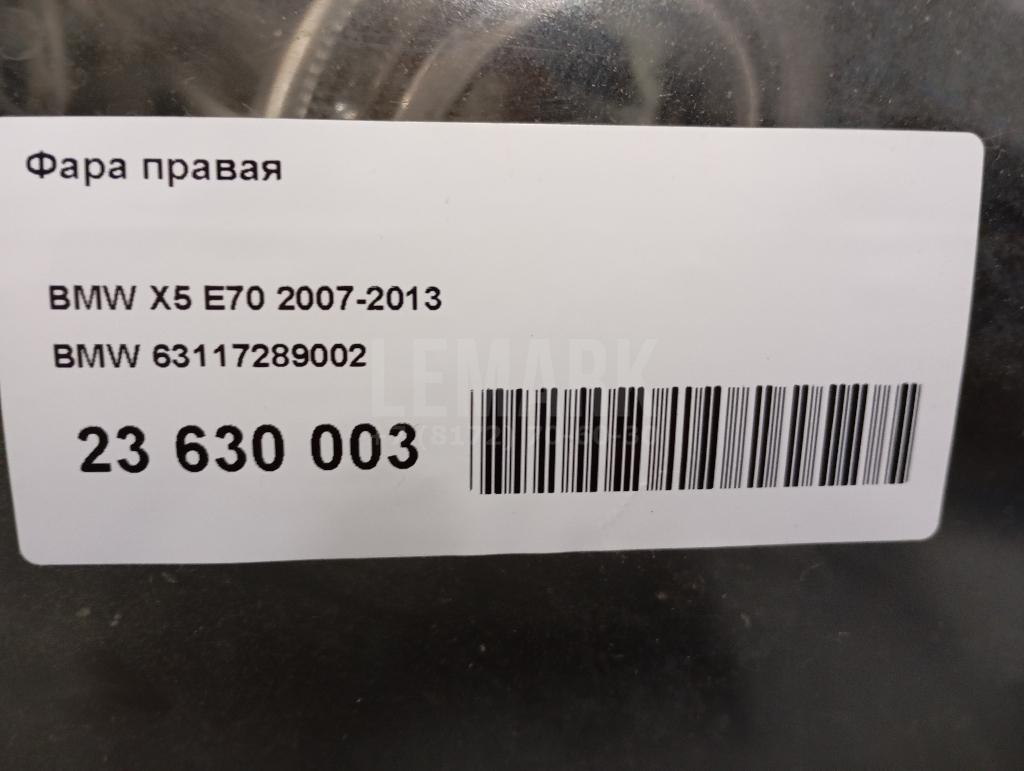 Фара правая
BMW X5 E70 2007-2013
BMW 63117289002
LEMARK
23 630 003